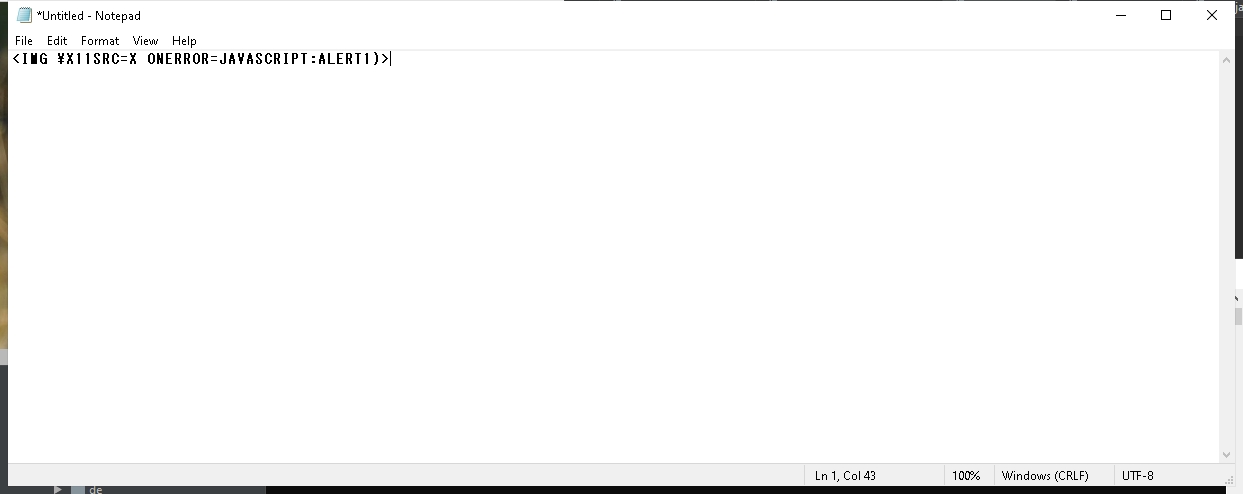 *Untitled - Notepad
File Edit Format View Help
<IMG ¥X11SRC=X ONERROR=JAVASCRIPT:ALERT1)>
Ln 1, Col 43 100% Windows (CRLF) UTF-8
de